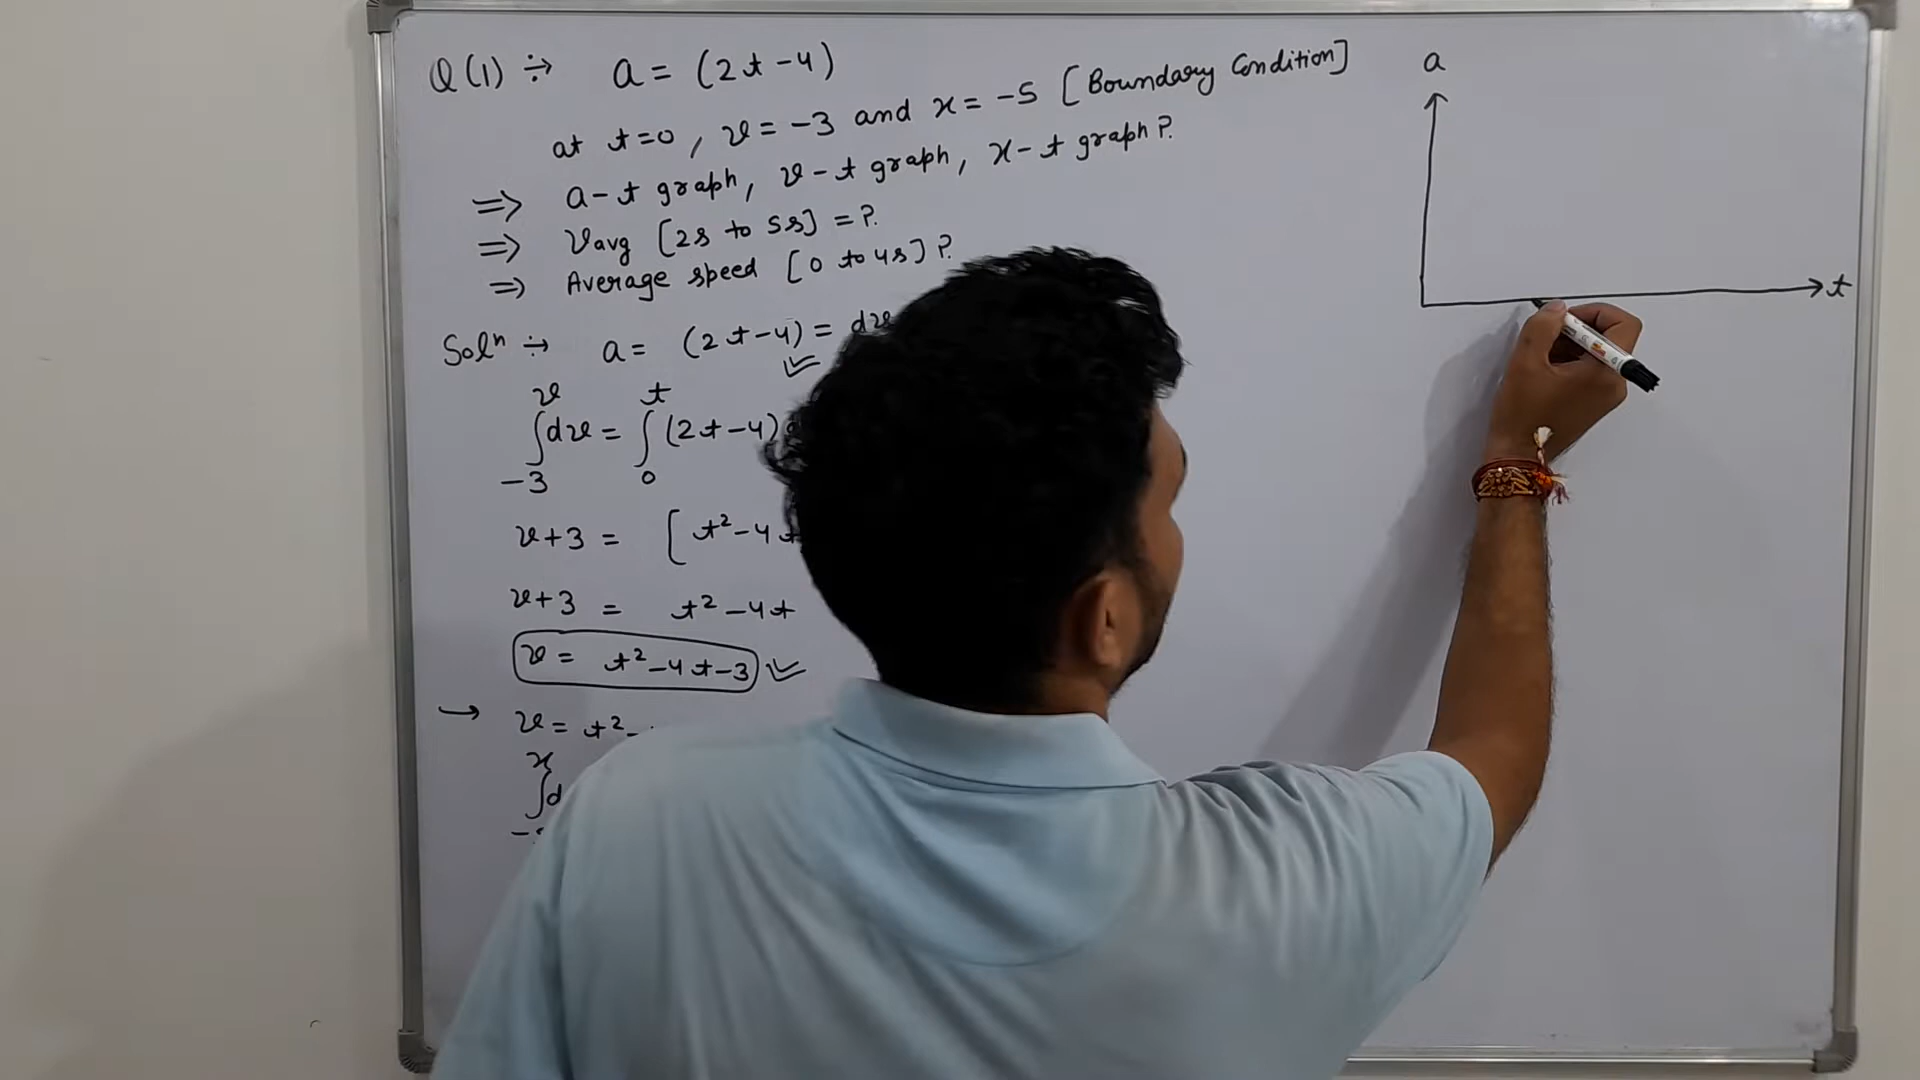 Q(1) ÷→ a = (2t-4)
at t=0, v = -3 and x = -5 [Boundary Condition]
⇒ a-t graph, v-t graph, x-t graph?
⇒ Vavg [2s to 5s] = ?
⇒ Average speed [0 to 4s] ?
Solⁿ ÷→ a = (2t-4) = dv
∫dv = ∫(2t-4)
v t
-3 0
v+3 = [t²-4t
v+3 = t²-4t
v = t²-4t-3
→ v = t²-
x
∫d
a
t